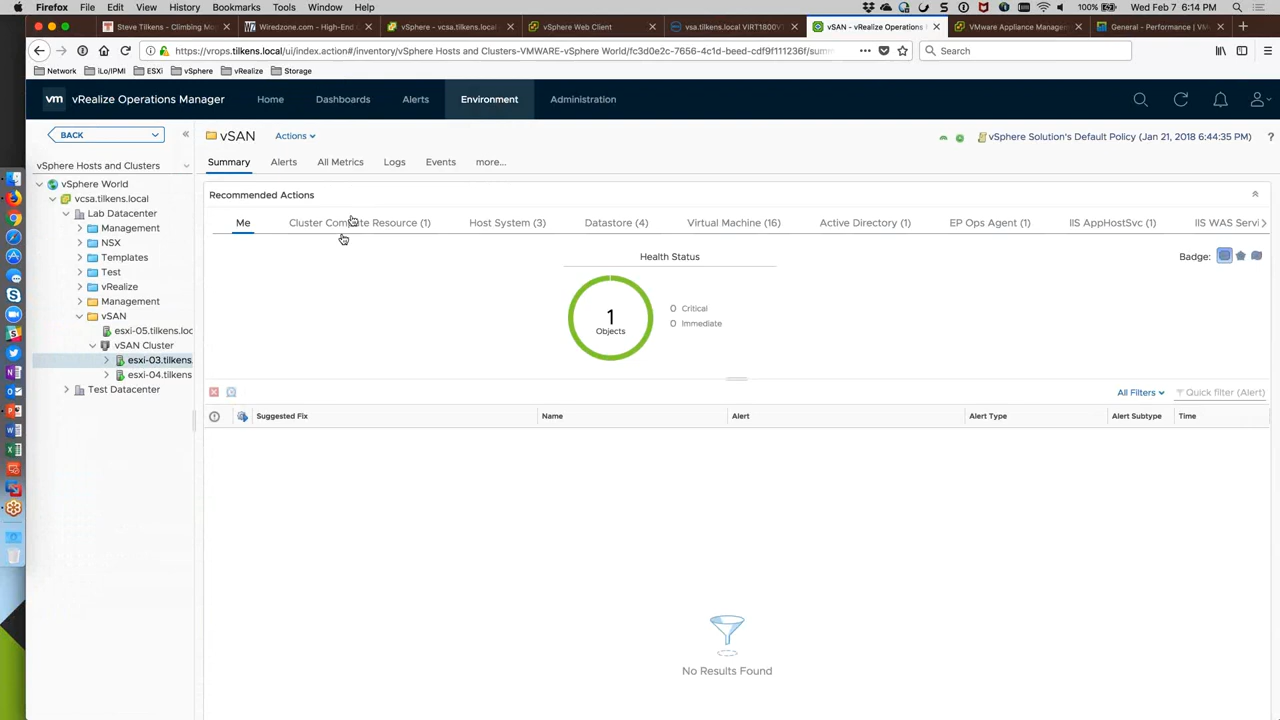 Firefox File Edit View History Bookmarks Tools Window Help 100% Wed Feb 7 6:14 PM
Steve Tilkens – Climbing Mo
Wiredzone.com - High-End
vSphere - vcsa.tilkens.local
vSphere Web Client
vsa.tilkens.local VIRT1800V
vSAN - vRealize Operations M
VMware Appliance Managem
General - Performance | VM
https://vrops.tilkens.local/ui/index.action#/inventory/vSphere Hosts and Clusters-VMWARE-vSphere World/fc3d0e2c-7656-4c1d-beed-cdf9f111236f/summ
Search
Network iLo/IPMI ESXi vSphere vRealize Storage
vm vRealize Operations Manager Home Dashboards Alerts Environment Administration
BACK
vSAN Actions
vSphere Solution's Default Policy (Jan 21, 2018 6:44:35 PM) ?
vSphere Hosts and Clusters
Summary Alerts All Metrics Logs Events more...
vSphere World
vcsa.tilkens.local
Lab Datacenter
Management
NSX
Templates
Test
vRealize
Management
vSAN
esxi-05.tilkens.loc
vSAN Cluster
esxi-03.tilkens.
esxi-04.tilkens
Test Datacenter
Recommended Actions
Me Cluster Compute Resource (1) Host System (3) Datastore (4) Virtual Machine (16) Active Directory (1) EP Ops Agent (1) IIS AppHostSvc (1) IIS WAS Servi
Health Status
Badge:
1
Objects
0 Critical
0 Immediate
All Filters Quick filter (Alert)
Suggested Fix Name Alert Alert Type Alert Subtype Time
No Results Found